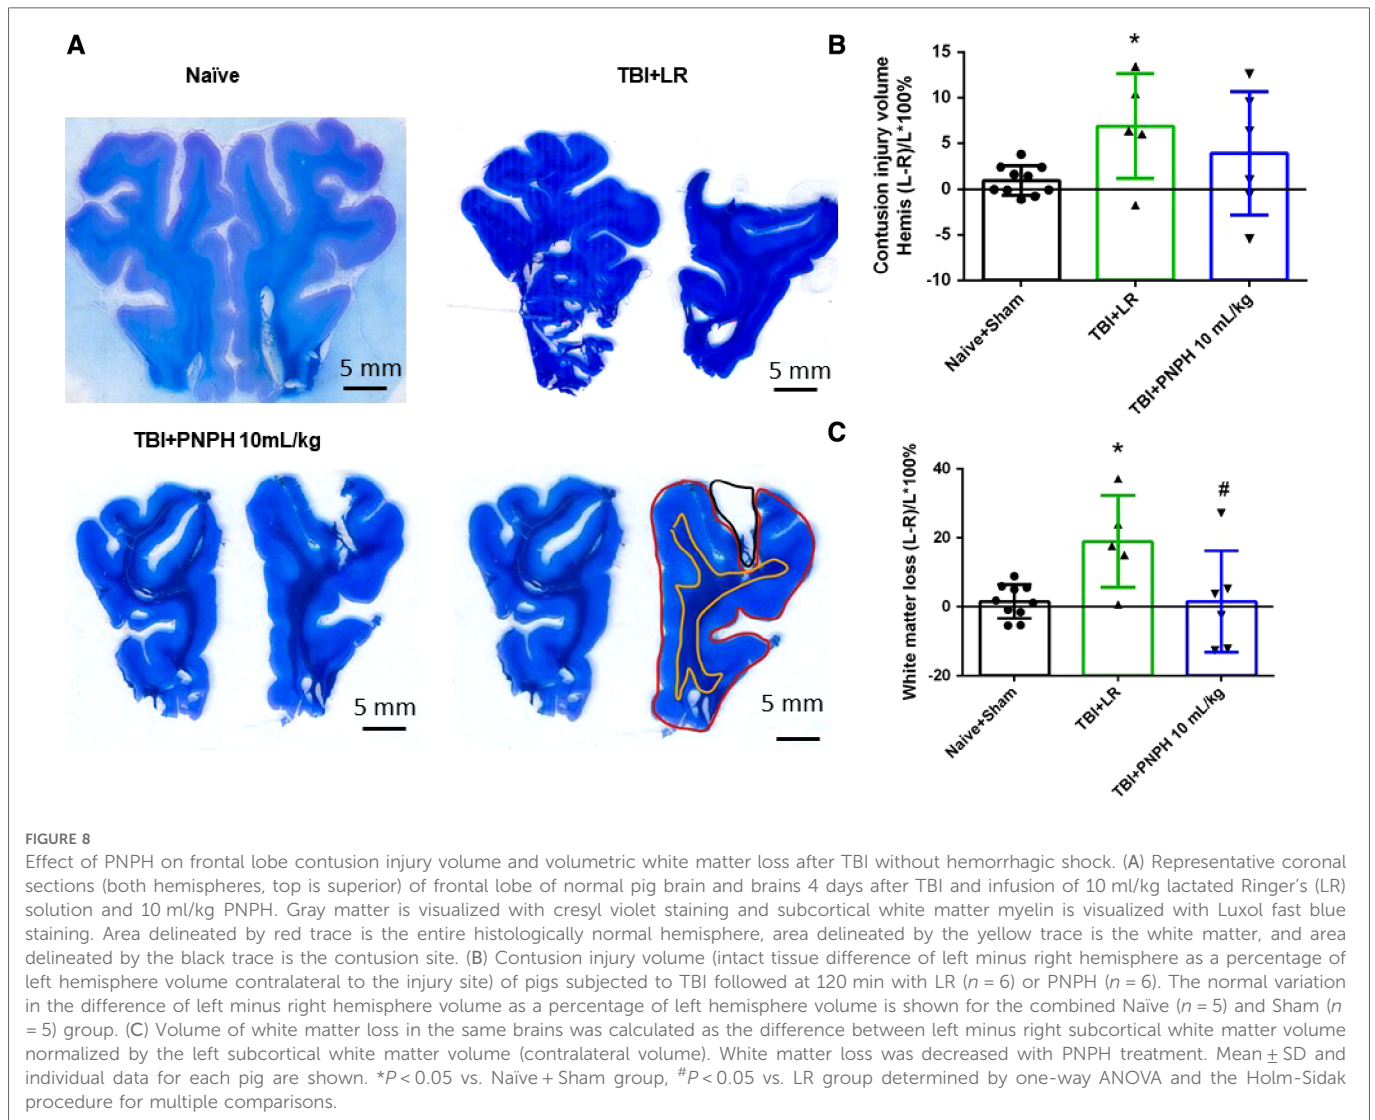 A
Naïve
TBI+LR
5 mm
5 mm
TBI+PNPH 10mL/kg
5 mm
5 mm
B
Contusion injury volume
Hemis (L-R)/L*100%
15
10
5
0
-5
-10
*
Naive+Sham
TBI+LR
TBI+PNPH 10 mL/kg
C
White matter loss (L-R)/L*100%
40
20
0
-20
*
#
Naive+Sham
TBI+LR
TBI+PNPH 10 mL/kg
FIGURE 8
Effect of PNPH on frontal lobe contusion injury volume and volumetric white matter loss after TBI without hemorrhagic shock. (A) Representative coronal
sections (both hemispheres, top is superior) of frontal lobe of normal pig brain and brains 4 days after TBI and infusion of 10 ml/kg lactated Ringer's (LR)
solution and 10 ml/kg PNPH. Gray matter is visualized with cresyl violet staining and subcortical white matter myelin is visualized with Luxol fast blue
staining. Area delineated by red trace is the entire histologically normal hemisphere, area delineated by the yellow trace is the white matter, and area
delineated by the black trace is the contusion site. (B) Contusion injury volume (intact tissue difference of left minus right hemisphere as a percentage of
left hemisphere volume contralateral to the injury site) of pigs subjected to TBI followed at 120 min with LR (n = 6) or PNPH (n = 6). The normal variation
in the difference of left minus right hemisphere volume as a percentage of left hemisphere volume is shown for the combined Naïve (n = 5) and Sham (n
= 5) group. (C) Volume of white matter loss in the same brains was calculated as the difference between left minus right subcortical white matter volume
normalized by the left subcortical white matter volume (contralateral volume). White matter loss was decreased with PNPH treatment. Mean ± SD and
individual data for each pig are shown. *P < 0.05 vs. Naïve + Sham group, #P < 0.05 vs. LR group determined by one-way ANOVA and the Holm-Sidak
procedure for multiple comparisons.